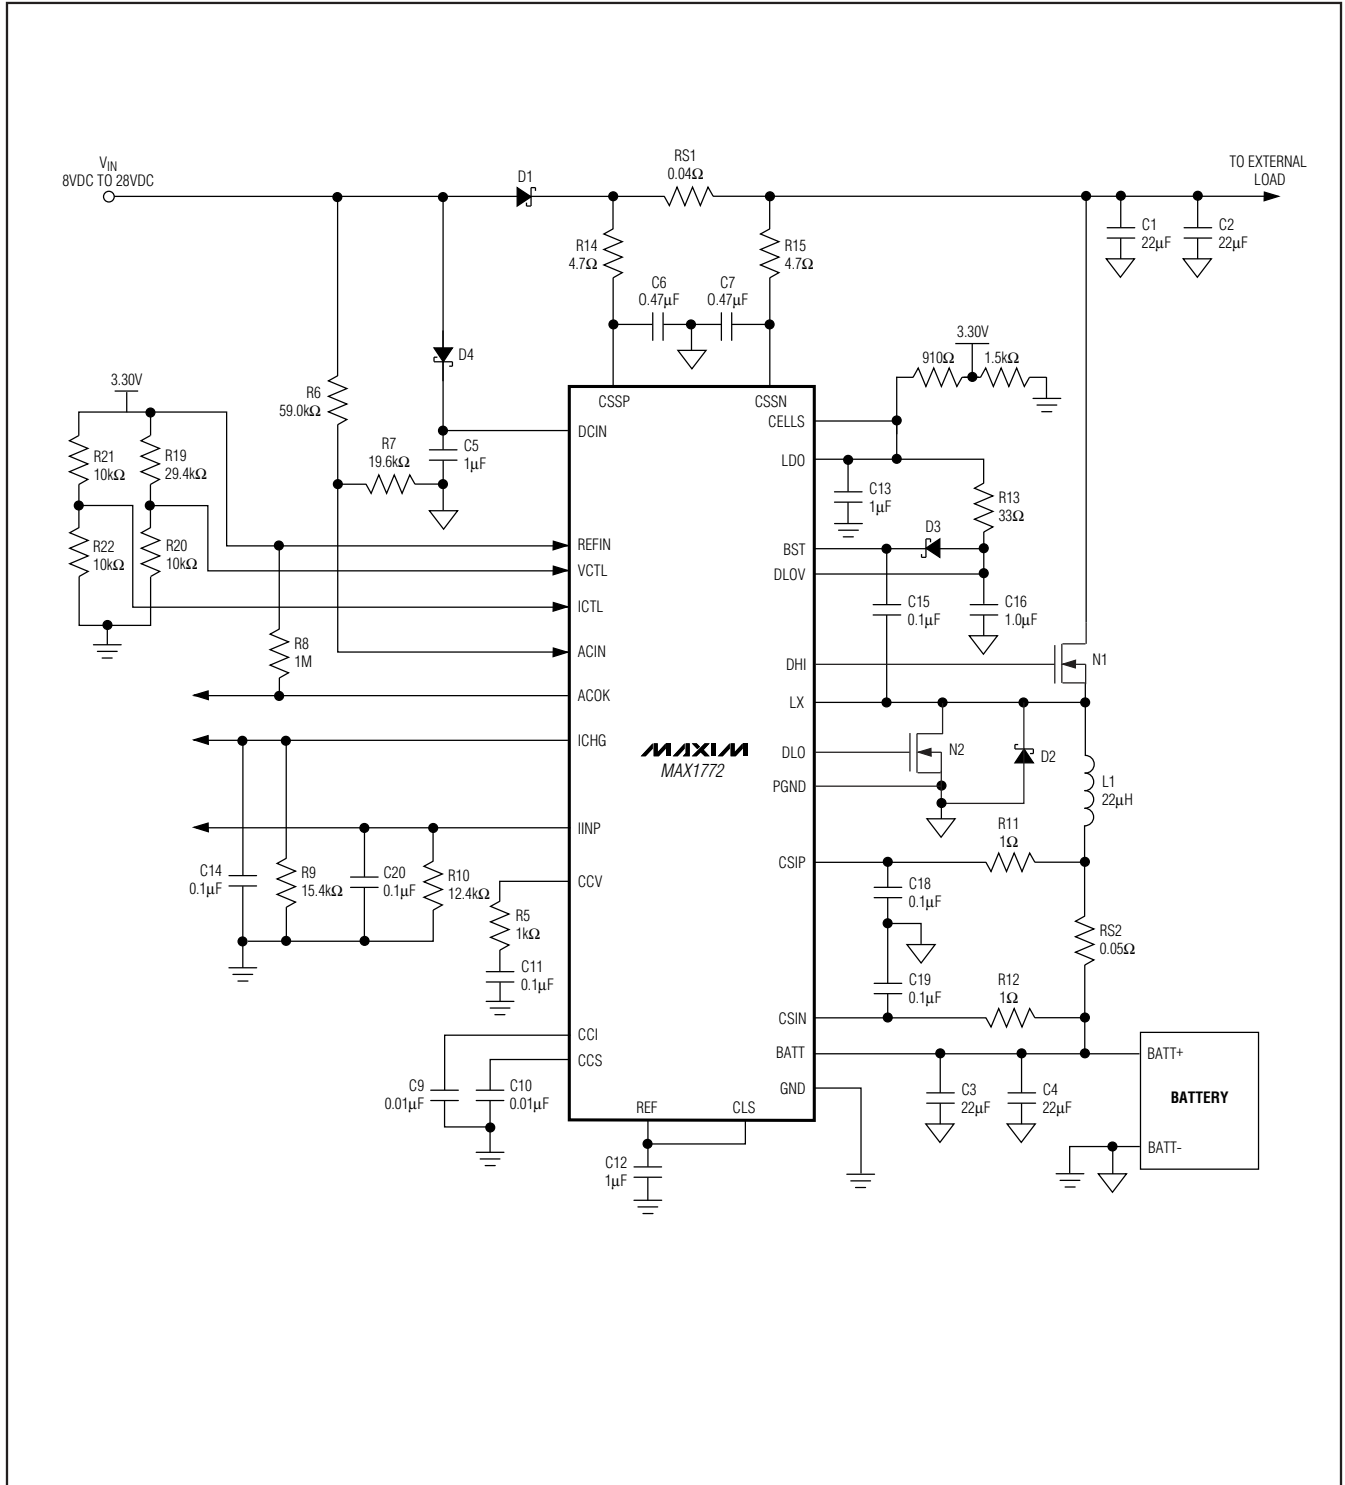 V_IN
8VDC TO 28VDC
D1
RS1
0.04Ω
TO EXTERNAL
LOAD
R14
4.7Ω
R15
4.7Ω
C1
22µF
C2
22µF
C6
0.47µF
C7
0.47µF
3.30V
910Ω
1.5kΩ
D4
3.30V
R6
59.0kΩ
CSSP
CSSN
CELLS
DCIN
R21
10kΩ
R19
29.4kΩ
R7
19.6kΩ
C5
1µF
LDO
C13
1µF
R13
33Ω
D3
R22
10kΩ
R20
10kΩ
REFIN
BST
VCTL
DLOV
ICTL
C15
0.1µF
C16
1.0µF
R8
1M
ACIN
DHI
N1
ACOK
LX
ICHG
MAXIM
MAX1772
DLO
N2
D2
PGND
L1
22µH
IINP
R11
1Ω
CSIP
C14
0.1µF
R9
15.4kΩ
C20
0.1µF
R10
12.4kΩ
CCV
C18
0.1µF
R5
1kΩ
RS2
0.05Ω
C11
0.1µF
C19
0.1µF
R12
1Ω
CSIN
CCI
BATT
BATT+
CCS
C9
0.01µF
C10
0.01µF
GND
C3
22µF
C4
22µF
BATTERY
REF
CLS
BATT-
C12
1µF